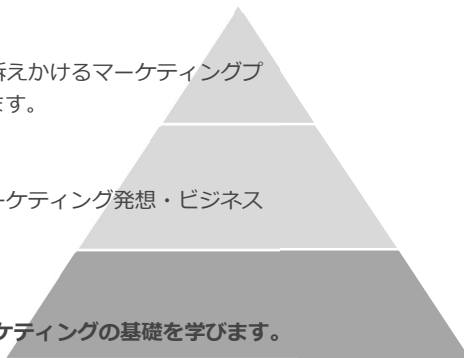 訴えかけるマーケティングプ
ます。
ーケティング発想・ビジネス
ケティングの基礎を学びます。